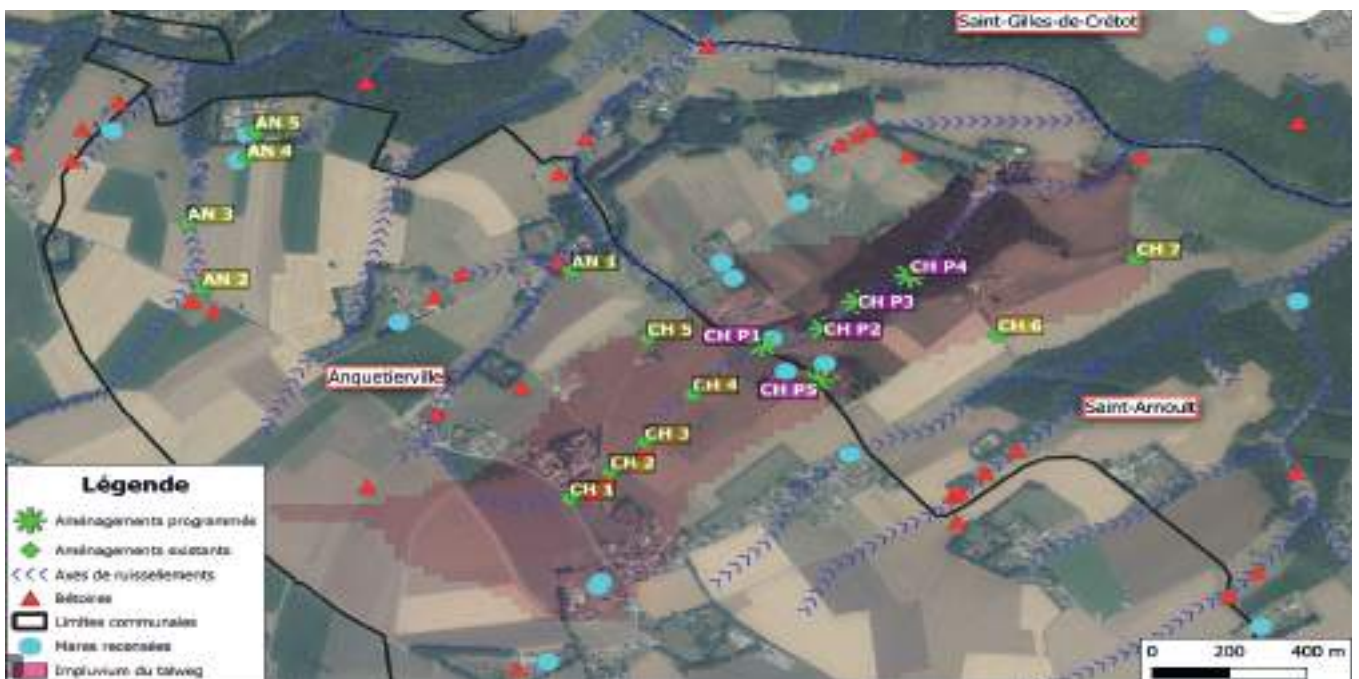 Saint-Gilles-de-Crétot
AN 5
AN 4
AN 3
AN 2
AN 1
CH 7
CH P4
CH P3
CH P2
CH P1
CH 6
CH 5
CH P5
CH 4
Anquetierville
Saint-Arnoult
CH 3
CH 2
CH 1
Légende
Aménagements programmés
Aménagements existants
Axes de ruissellements
Bétoires
Limites communales
Mares recensées
Impluvium du talweg
0 200 400 m